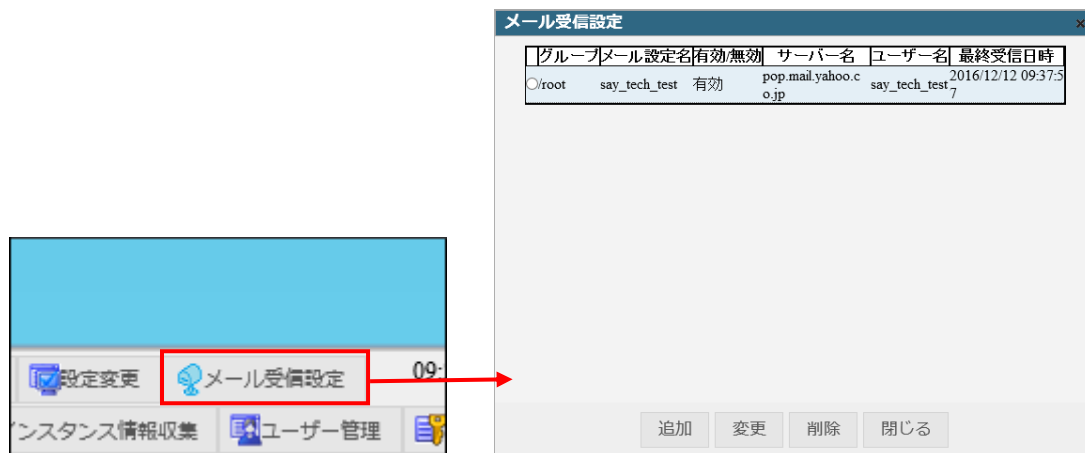 メール受信設定 ×
グループ メール設定名 有効/無効 サーバー名 ユーザー名 最終受信日時
/root say_tech_test 有効 pop.mail.yahoo.c say_tech_test 2016/12/12 09:37:5
o.jp 7
設定変更 メール受信設定 09:
ンスタンス情報収集 ユーザー管理
追加 変更 削除 閉じる